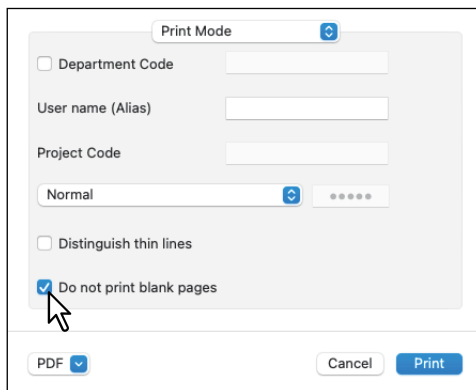 Print Mode
Department Code
User name (Alias)
Project Code
Normal
Distinguish thin lines
Do not print blank pages
PDF Cancel Print